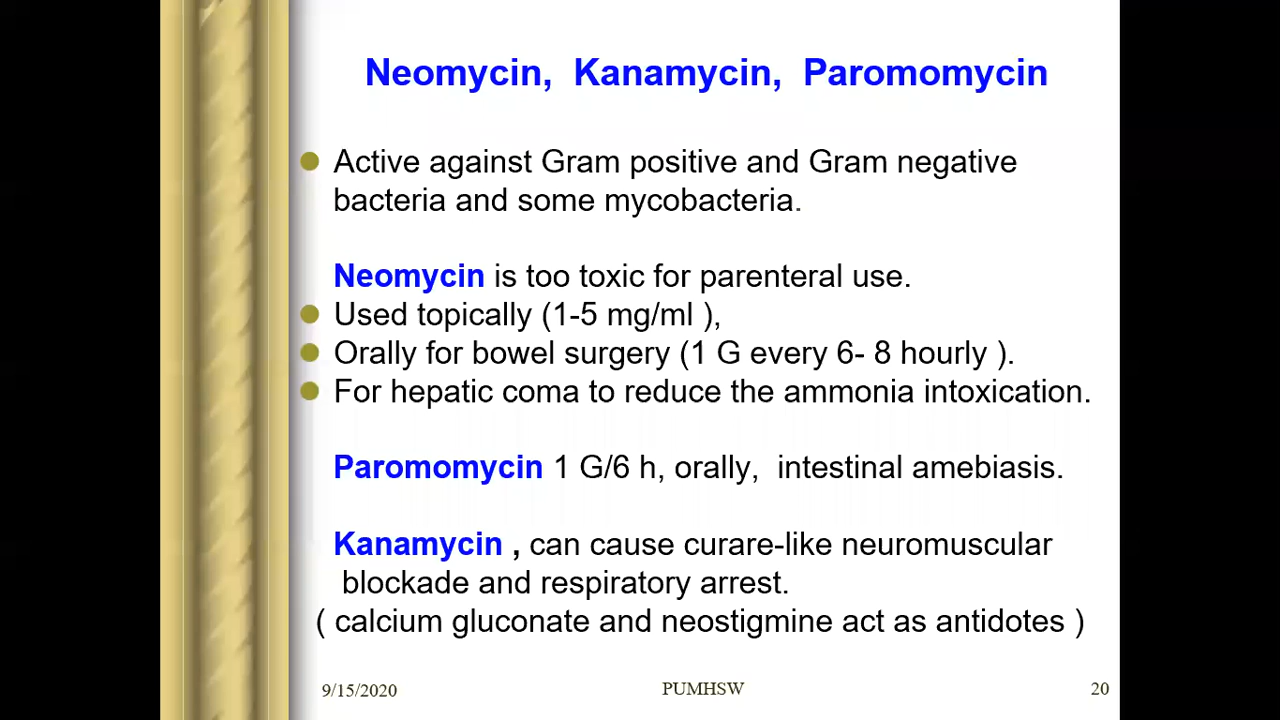 Neomycin, Kanamycin, Paromomycin
Active against Gram positive and Gram negative
bacteria and some mycobacteria.
Neomycin is too toxic for parenteral use.
Used topically (1-5 mg/ml ),
Orally for bowel surgery (1 G every 6- 8 hourly ).
For hepatic coma to reduce the ammonia intoxication.
Paromomycin 1 G/6 h, orally, intestinal amebiasis.
Kanamycin , can cause curare-like neuromuscular
blockade and respiratory arrest.
( calcium gluconate and neostigmine act as antidotes )
9/15/2020 PUMHSW 20